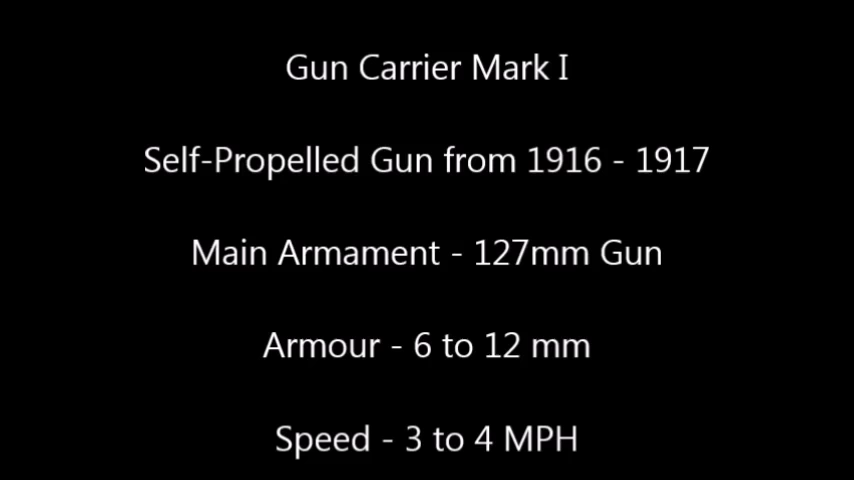 Gun Carrier Mark I
Self-Propelled Gun from 1916 - 1917
Main Armament - 127mm Gun
Armour - 6 to 12 mm
Speed - 3 to 4 MPH